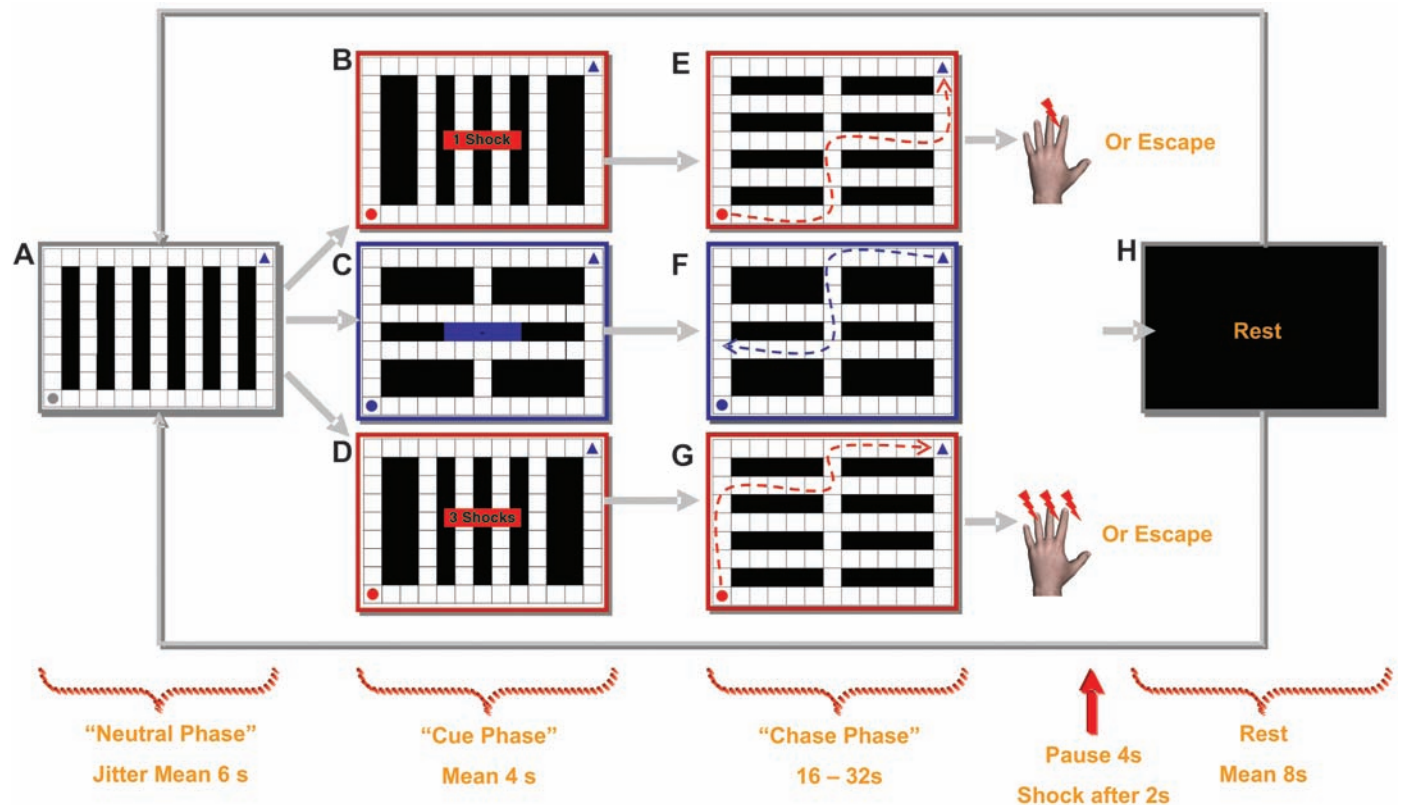 A
B
1 Shock
C
D
3 Shocks
E
F
G
Or Escape
Or Escape
H
Rest
“Neutral Phase”
Jitter Mean 6 s
“Cue Phase”
Mean 4 s
“Chase Phase”
16 – 32s
Pause 4s
Shock after 2s
Rest
Mean 8s